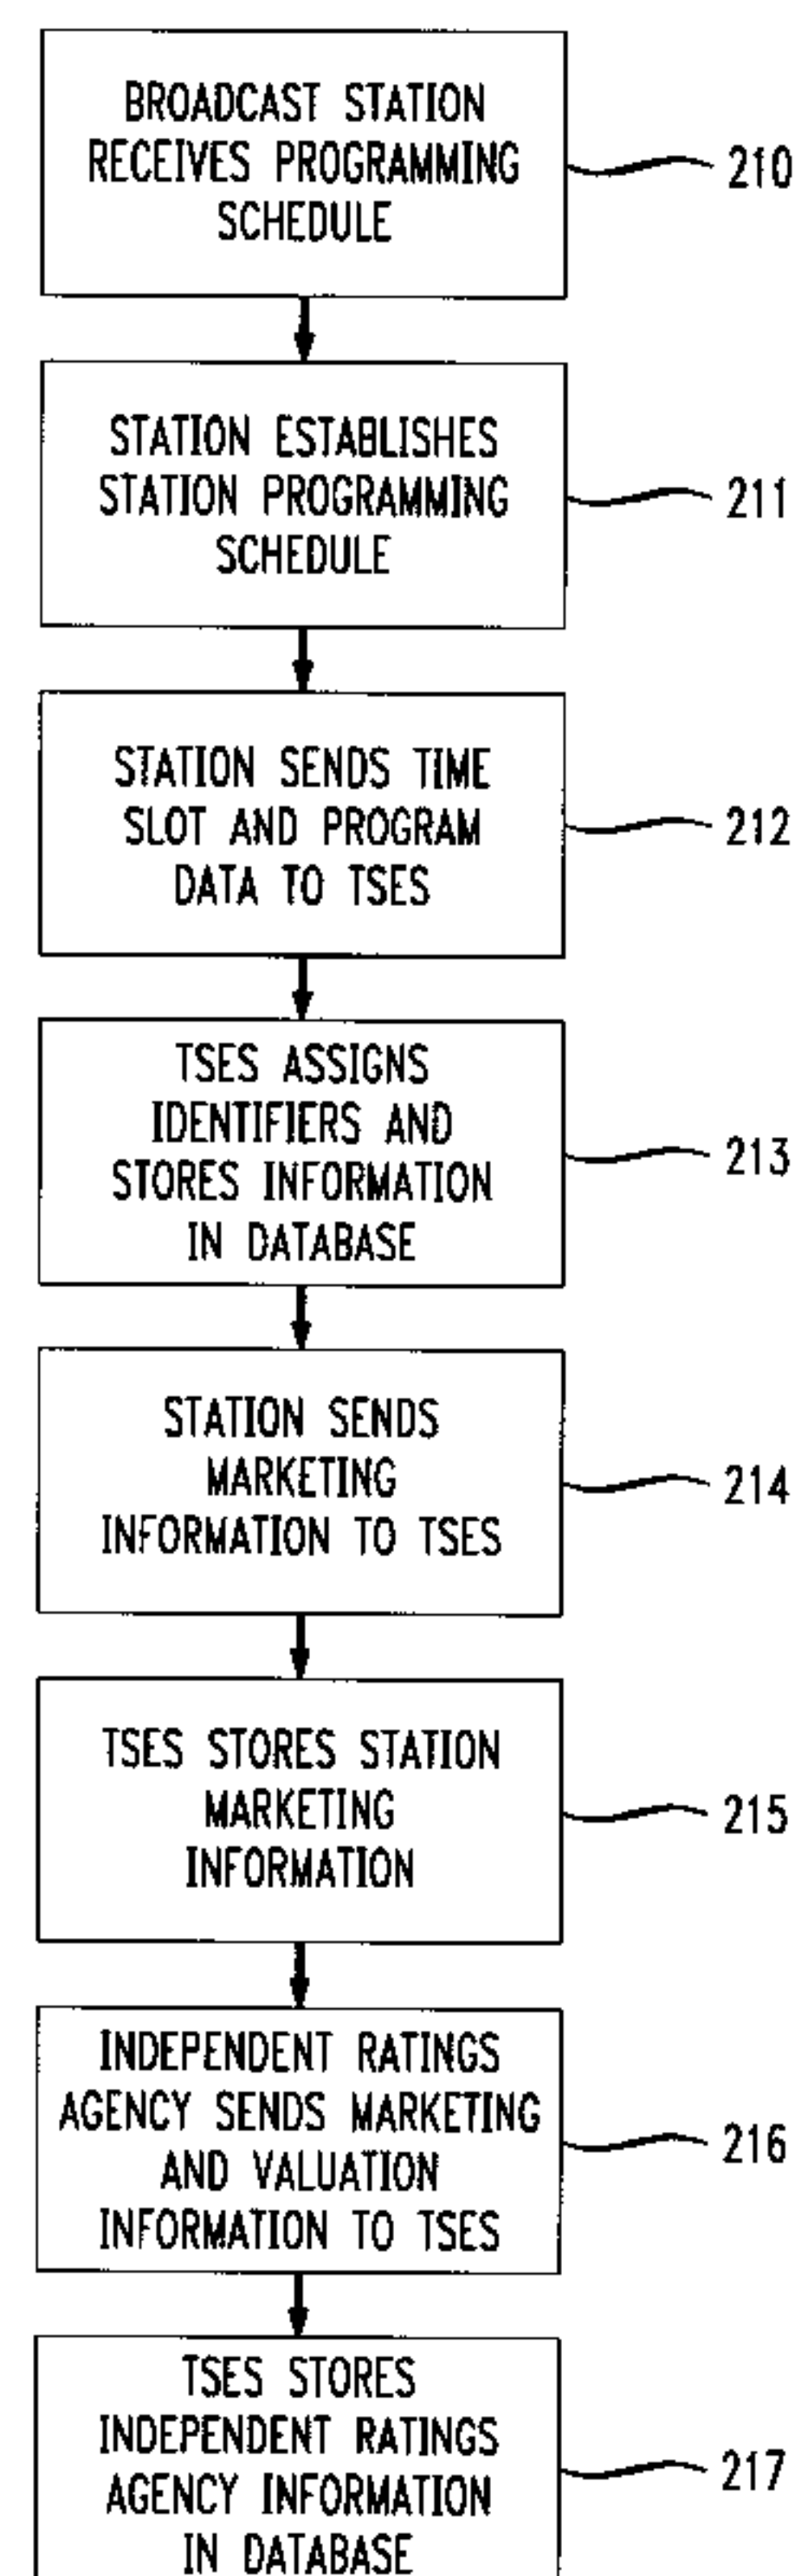 BROADCAST STATION
RECEIVES PROGRAMMING
SCHEDULE
210
STATION ESTABLISHES
STATION PROGRAMMING
SCHEDULE
211
STATION SENDS TIME
SLOT AND PROGRAM
DATA TO TSES
212
TSES ASSIGNS
IDENTIFIERS AND
STORES INFORMATION
IN DATABASE
213
STATION SENDS
MARKETING
INFORMATION TO TSES
214
TSES STORES STATION
MARKETING
INFORMATION
215
INDEPENDENT RATINGS
AGENCY SENDS MARKETING
AND VALUATION
INFORMATION TO TSES
216
TSES STORES
INDEPENDENT RATINGS
AGENCY INFORMATION
IN DATABASE
217